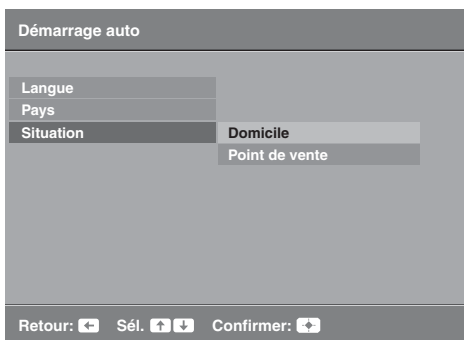 Démarrage auto
Langue
Pays
Situation Domicile
Point de vente
Retour: Sél. Confirmer: